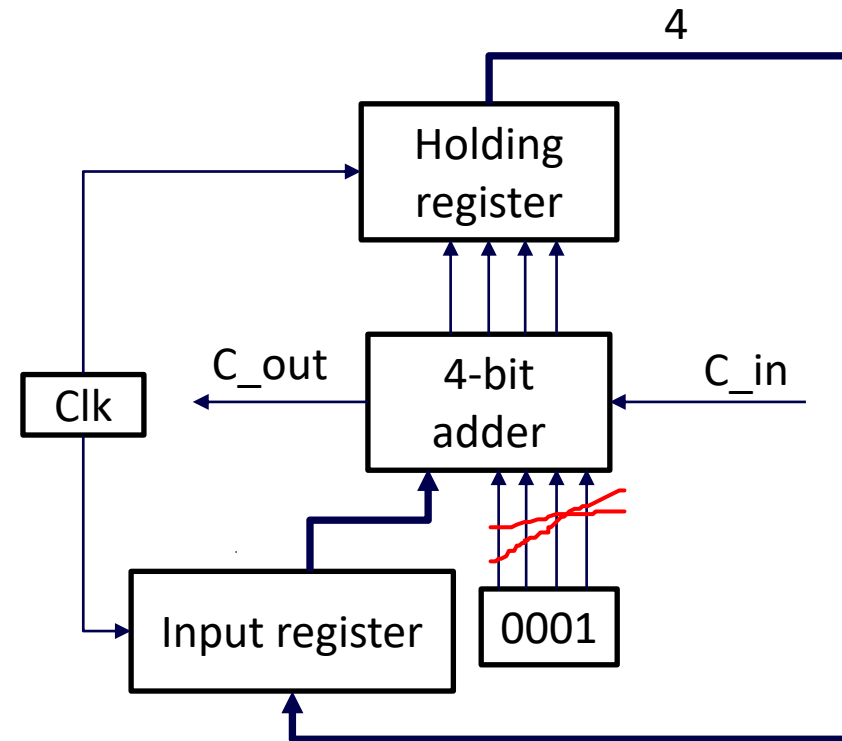 4
Holding
register
C_out
4-bit
adder
C_in
Clk
Input register
0001